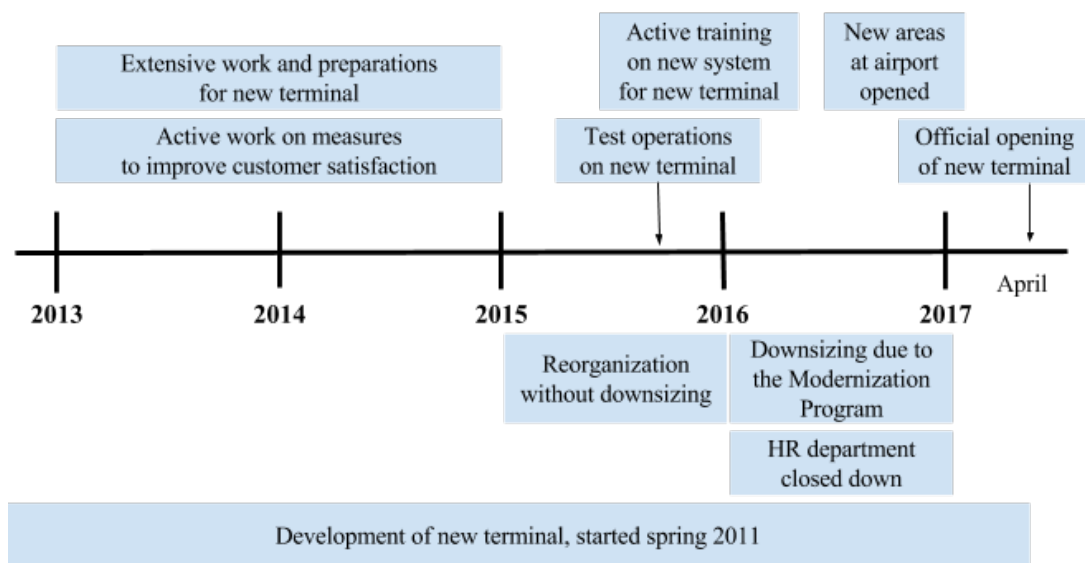 Extensive work and preparations
for new terminal
Active work on measures
to improve customer satisfaction
Active training
on new system
for new terminal
New areas
at airport
opened
Test operations
on new terminal
Official opening
of new terminal
April
2013
2014
2015
2016
2017
Reorganization
without downsizing
Downsizing due to
the Modernization
Program
HR department
closed down
Development of new terminal, started spring 2011